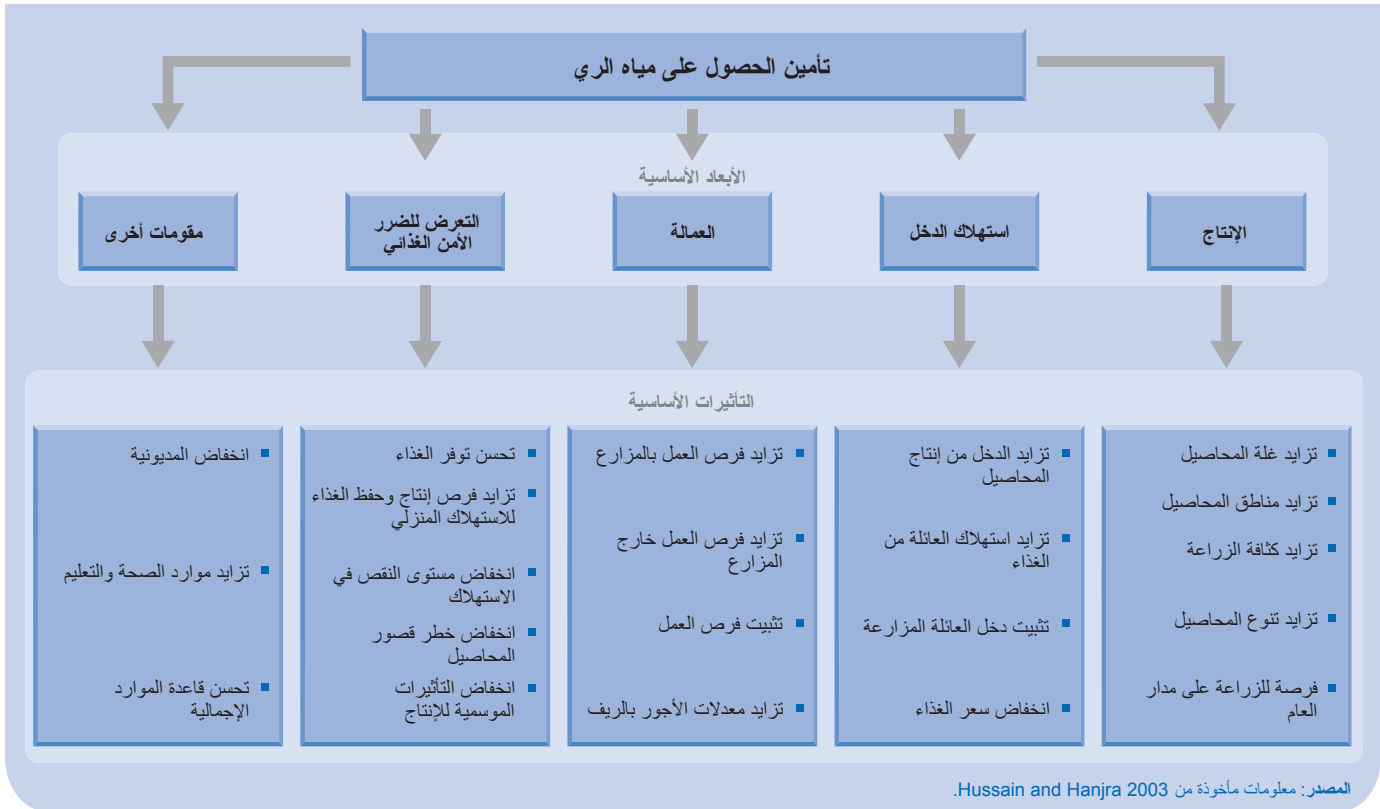 تأمين الحصول على مياه الري
الأبعاد الأساسية
الإنتاج
استهلاك الدخل
العمالة
التعرض للضرر
الأمن الغذائي
مقومات أخرى
التأثيرات الأساسية
▪ تزايد غلة المحاصيل
▪ تزايد مناطق المحاصيل
▪ تزايد كثافة الزراعة
▪ تزايد تنوع المحاصيل
▪ فرصة للزراعة على مدار
العام
▪ تزايد الدخل من إنتاج
المحاصيل
▪ تزايد استهلاك العائلة من
الغذاء
▪ تثبيت دخل العائلة المزارعة
▪ انخفاض سعر الغذاء
▪ تزايد فرص العمل بالمزارع
▪ تزايد فرص العمل خارج
المزارع
▪ تثبيت فرص العمل
▪ تزايد معدلات الأجور بالريف
▪ تحسن توفر الغذاء
▪ تزايد فرص إنتاج وحفظ الغذاء
للاستهلاك المنزلي
▪ انخفاض مستوى النقص في
الاستهلاك
▪ انخفاض خطر قصور
المحاصيل
▪ انخفاض التأثيرات
الموسمية للإنتاج
▪ انخفاض المديونية
▪ تزايد موارد الصحة والتعليم
▪ تحسن قاعدة الموارد
الإجمالية
المصدر: معلومات مأخوذة من Hussain and Hanjra 2003.